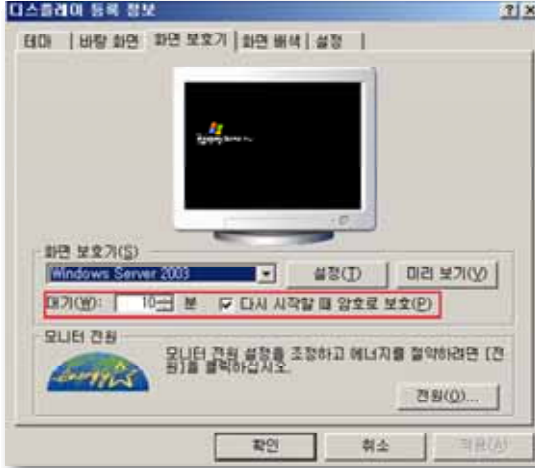 디스플레이 등록 정보
테마 바탕 화면 화면 보호기 화면 배색 설정
화면 보호기(S)
Windows Server 2003 설정(T) 미리 보기(V)
대기(W): 10 분 다시 시작할 때 암호로 보호(P)
모니터 전원
모니터 전원 설정을 조정하고 에너지를 절약하려면 [전
원]을 클릭하십시오.
전원(O)...
확인 취소 적용(A)